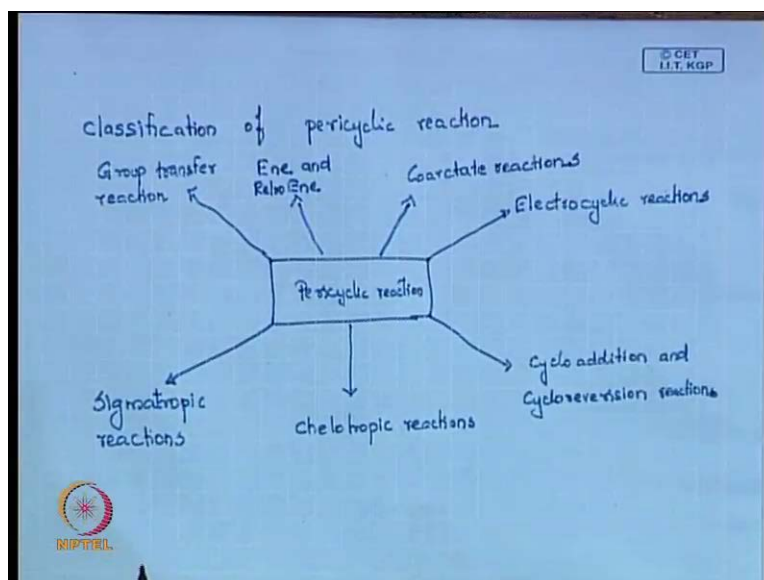 © CET
I.I.T. KGP
Classification of pericyclic reaction
Group transfer
reaction
Ene and
Retro Ene
Coarctate reactions
Electrocyclic reactions
Pericyclic reaction
Cycloaddition and
Cycloreversion reactions
Chelotropic reactions
Sigmatropic
reactions
NPTEL